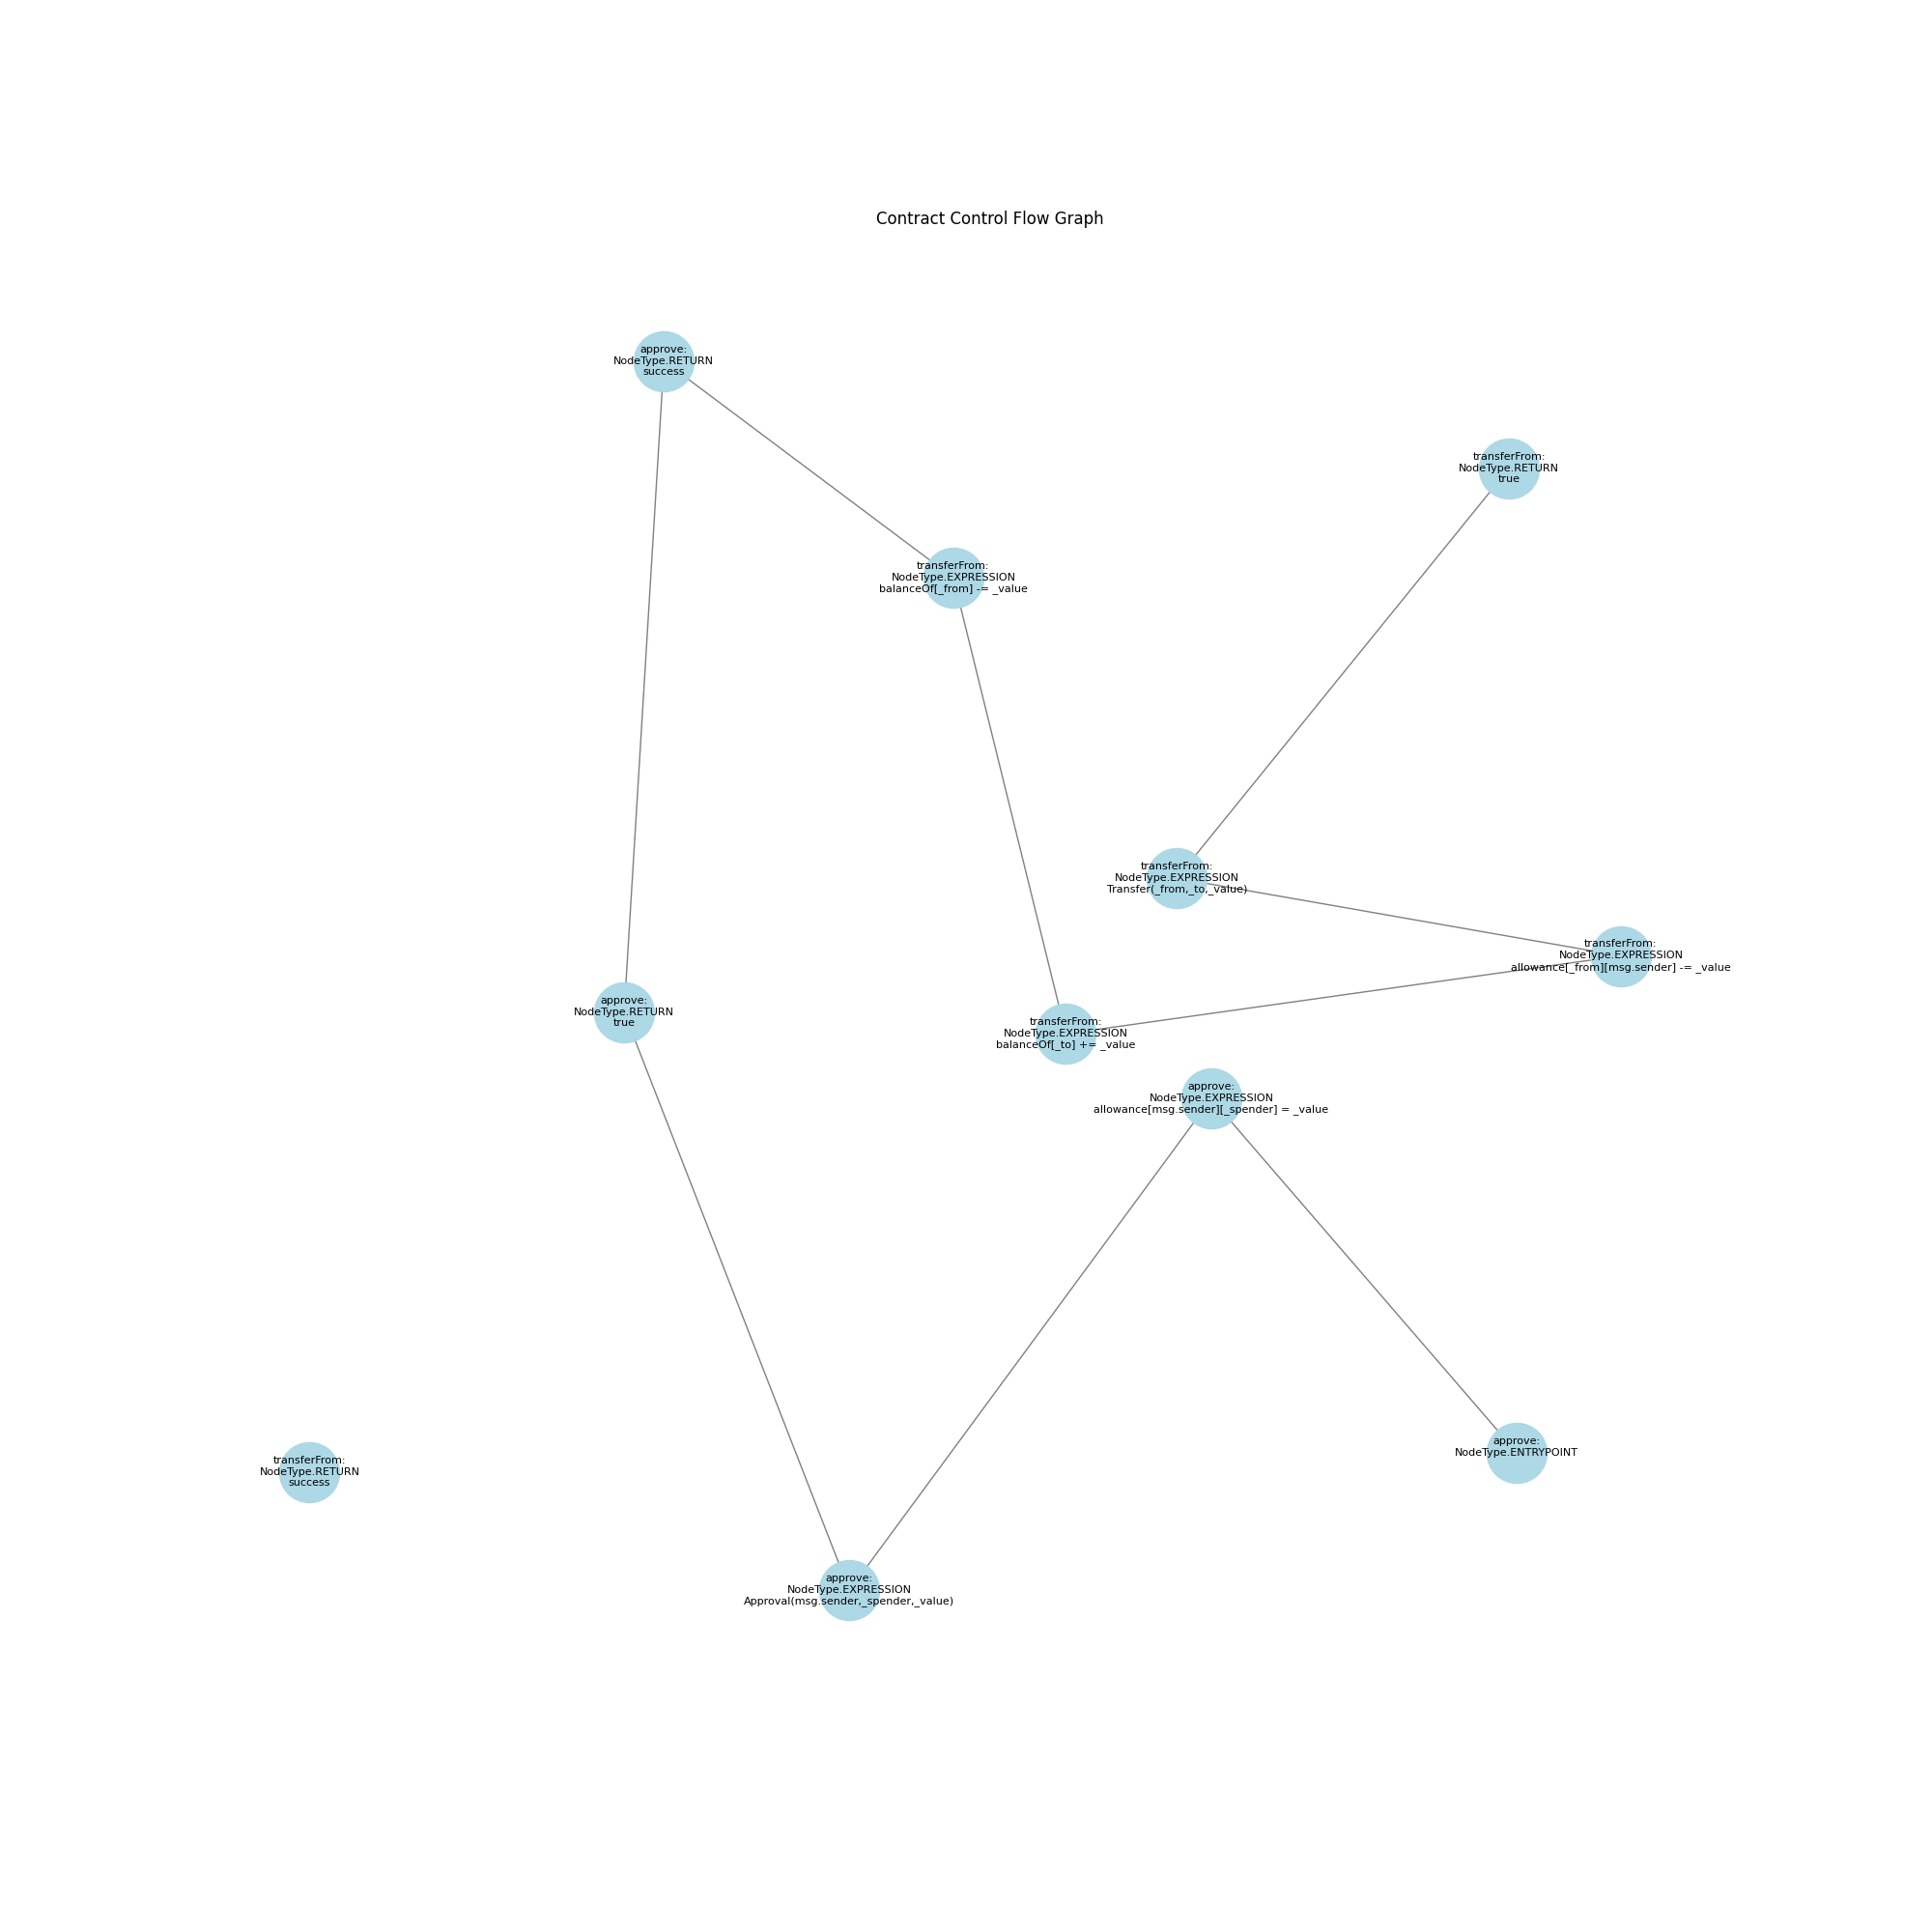 Contract Control Flow Graph
approve:
NodeType.RETURN
success
transferFrom:
NodeType.RETURN
true
transferFrom:
NodeType.EXPRESSION
balanceOf[_from] -= _value
transferFrom:
NodeType.EXPRESSION
Transfer(_from,_to,_value)
transferFrom:
NodeType.EXPRESSION
allowance[_from][msg.sender] -= _value
approve:
NodeType.RETURN
true
transferFrom:
NodeType.EXPRESSION
balanceOf[_to] += _value
approve:
NodeType.EXPRESSION
allowance[msg.sender][_spender] = _value
approve:
NodeType.ENTRYPOINT
transferFrom:
NodeType.RETURN
success
approve:
NodeType.EXPRESSION
Approval(msg.sender,_spender,_value)